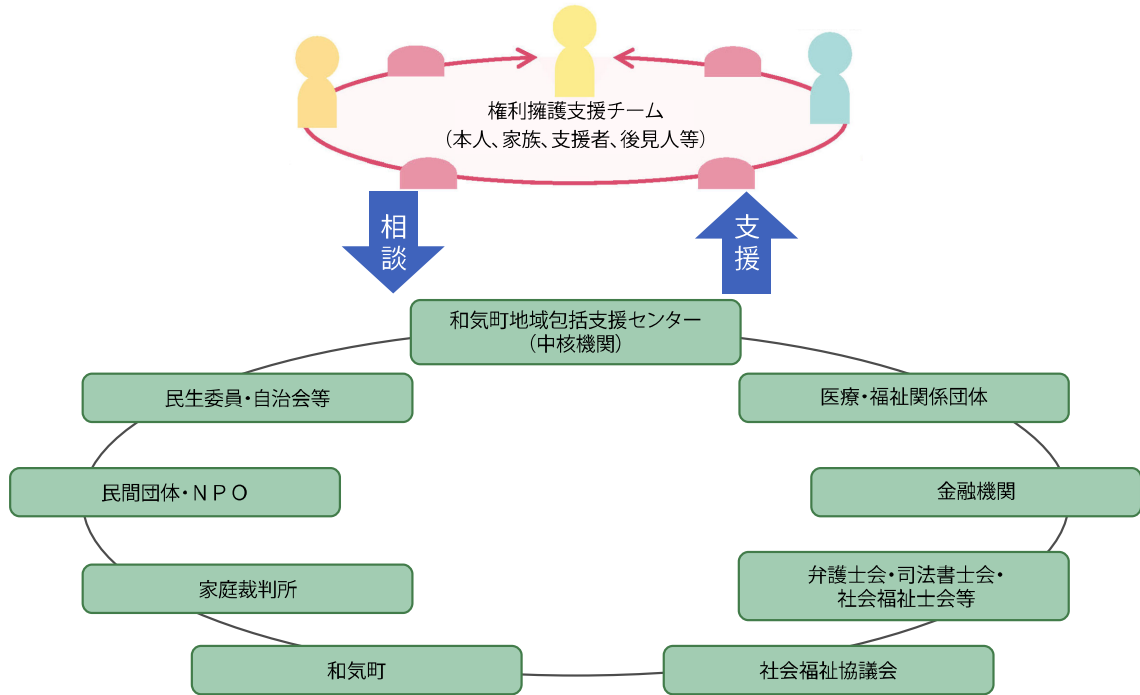 権利擁護支援チーム
（本人、家族、支援者、後見人等）
相談
支援
和気町地域包括支援センター
（中核機関）
民生委員・自治会等
医療・福祉関係団体
民間団体・ＮＰＯ
金融機関
家庭裁判所
弁護士会・司法書士会・
社会福祉士会等
和気町
社会福祉協議会